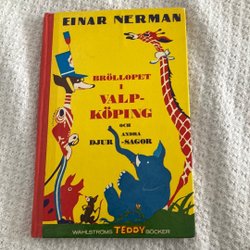 EINAR NERMAN
BRÖLLOPET
I
VALP-
KÖPING
OCH
ANDRA
DJUR-SAGOR
WAHLSTRÖMS TEDDY BÖCKER